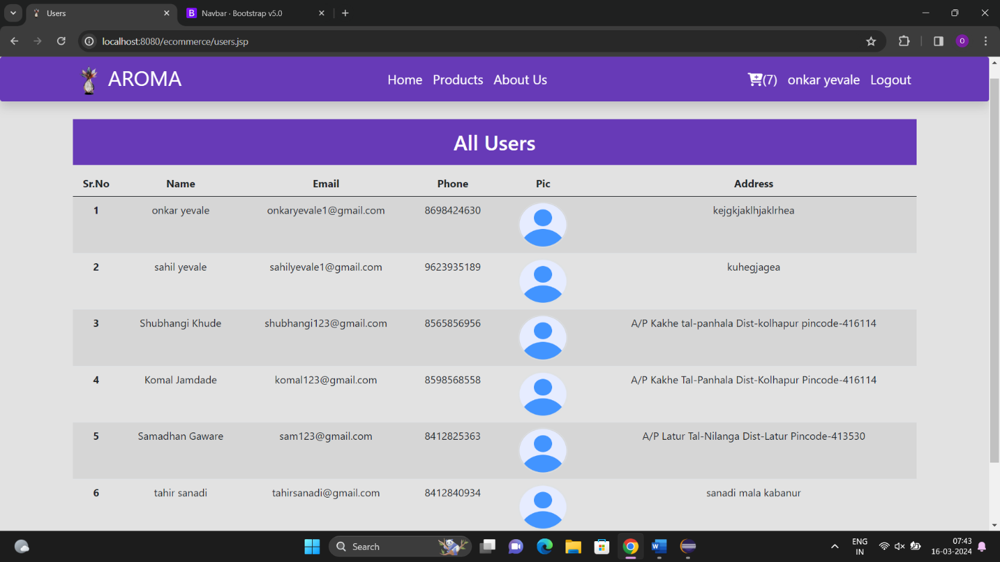 Users
B Navbar · Bootstrap v5.0
localhost:8080/ecommerce/users.jsp
O
AROMA
Home Products About Us
(7) onkar yevale Logout
All Users
Sr.No Name Email Phone Pic Address
1 onkar yevale onkaryevale1@gmail.com 8698424630 kejgkjaklhjaklrhea
2 sahil yevale sahilyevale1@gmail.com 9623935189 kuhegjagea
3 Shubhangi Khude shubhangi123@gmail.com 8565856956 A/P Kakhe tal-panhala Dist-kolhapur pincode-416114
4 Komal Jamdade komal123@gmail.com 8598568558 A/P Kakhe Tal-Panhala Dist-Kolhapur Pincode-416114
5 Samadhan Gaware sam123@gmail.com 8412825363 A/P Latur Tal-Nilanga Dist-Latur Pincode-413530
6 tahir sanadi tahirsanadi@gmail.com 8412840934 sanadi mala kabanur
Search
W
ENG
IN
07:43
16-03-2024